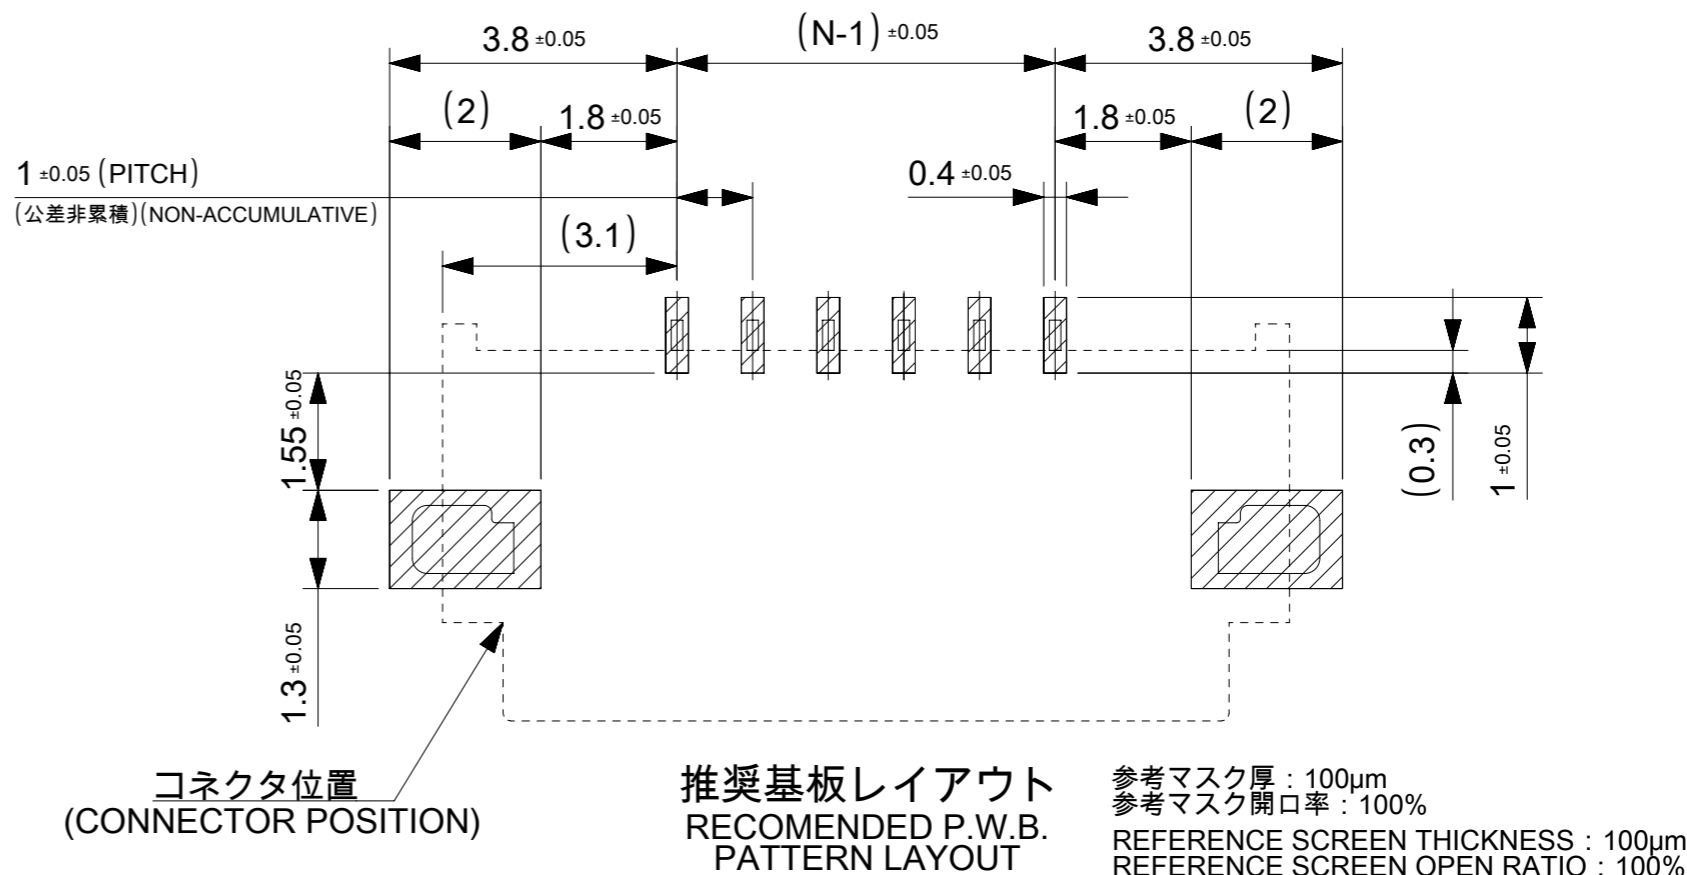 3.8 ±0.05
(N-1) ±0.05
3.8 ±0.05
(2)
1.8 ±0.05
1.8 ±0.05
(2)
1 ±0.05 (PITCH)
(公差非累積)(NON-ACCUMULATIVE)
0.4 ±0.05
(3.1)
1.55 ±0.05
(0.3)
1 ±0.05
1.3 ±0.05
コネクタ位置
(CONNECTOR POSITION)
推奨基板レイアウト
RECOMENDED P.W.B.
PATTERN LAYOUT
参考マスク厚：100µm
参考マスク開口率：100%
REFERENCE SCREEN THICKNESS：100µm
REFERENCE SCREEN OPEN RATIO：100%